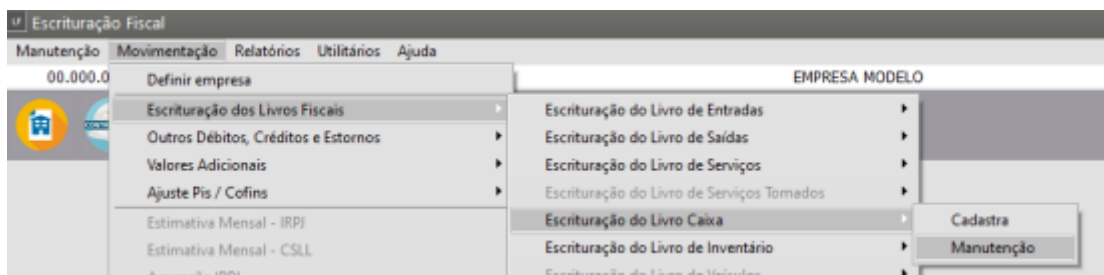 Escrituração Fiscal
Manutenção Movimentação Relatórios Utilitários Ajuda
00.000.0 EMPRESA MODELO
Definir empresa
Escrituração dos Livros Fiscais
Outros Débitos, Créditos e Estornos
Valores Adicionais
Ajuste Pis / Cofins
Estimativa Mensal - IRPJ
Estimativa Mensal - CSLL
Escrituração do Livro de Entradas
Escrituração do Livro de Saídas
Escrituração do Livro de Serviços
Escrituração do Livro de Serviços Tomados
Escrituração do Livro Caixa
Escrituração do Livro de Inventário
Cadastra
Manutenção